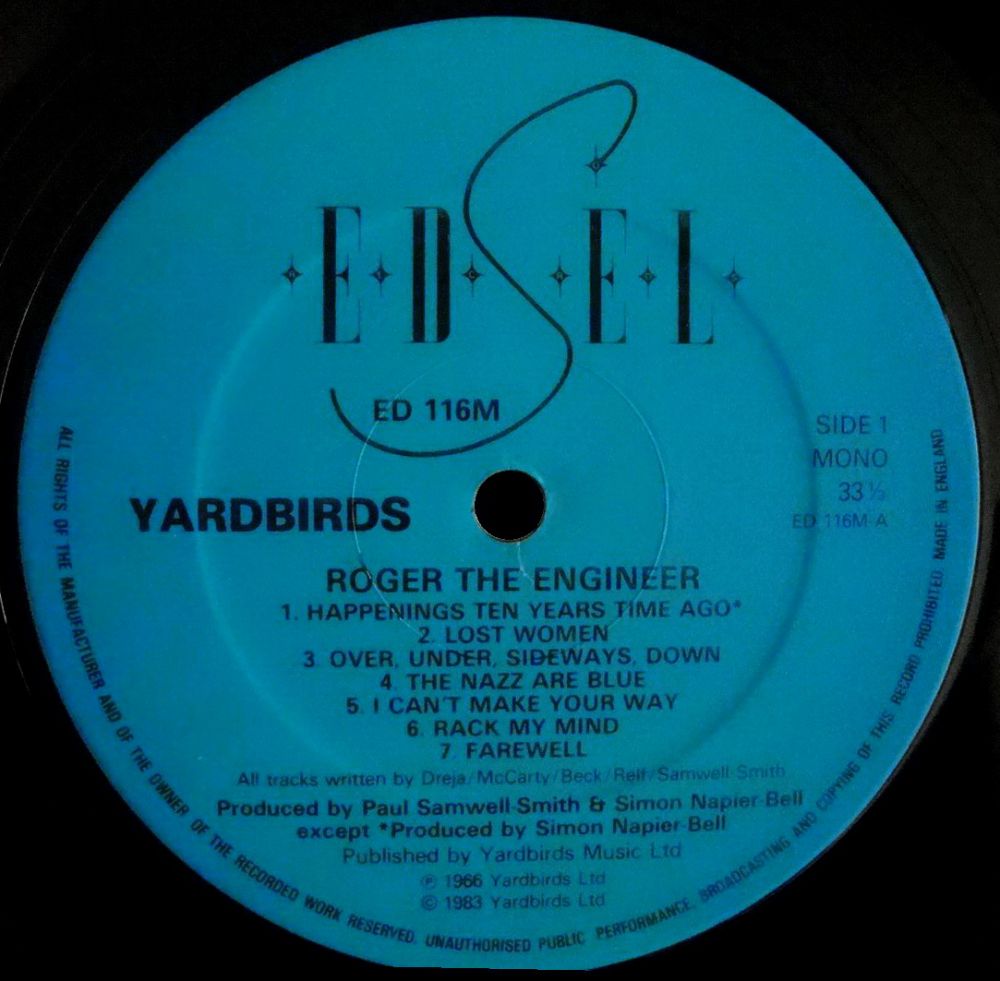 EDSEL
ED 116M
SIDE 1
MONO
33⅓
ED 116M-A
YARDBIRDS
ROGER THE ENGINEER
1. HAPPENINGS TEN YEARS TIME AGO*
2. LOST WOMEN
3. OVER, UNDER, SIDEWAYS, DOWN
4. THE NAZZ ARE BLUE
5. I CAN'T MAKE YOUR WAY
6. RACK MY MIND
7. FAREWELL
All tracks written by Dreja/McCarty/Beck/Relf/Samwell-Smith
Produced by Paul Samwell-Smith & Simon Napier-Bell
except *Produced by Simon Napier-Bell
Published by Yardbirds Music Ltd
℗ 1966 Yardbirds Ltd
© 1983 Yardbirds Ltd
ALL RIGHTS OF THE MANUFACTURER AND OF THE OWNER OF THE RECORDED WORK RESERVED. UNAUTHORISED PUBLIC PERFORMANCE, BROADCASTING AND COPYING OF THIS RECORD PROHIBITED MADE IN ENGLAND